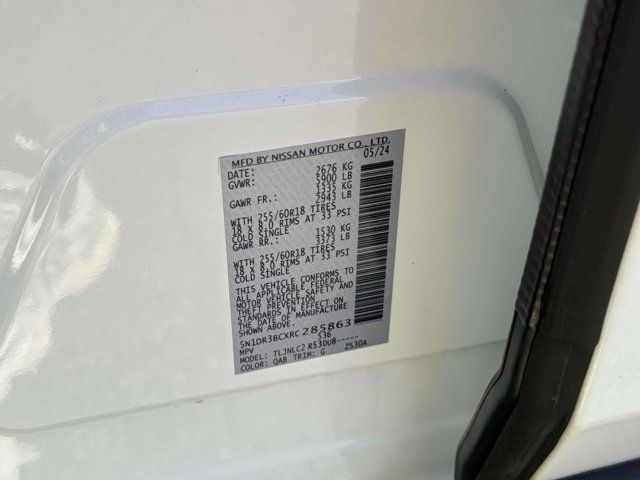 MFD BY NISSAN MOTOR CO., LTD.
DATE: 05/24
GVWR: 2676 KG
5900 LB
GAWR FR.: 1335 KG
2943 LB
WITH 255/60R18 TIRES
18 X 8.0 RIMS AT 33 PSI
COLD SINGLE
GAWR RR.: 1530 KG
3373 LB
WITH 255/60R18 TIRES
18 X 8.0 RIMS AT 33 PSI
COLD SINGLE
THIS VEHICLE CONFORMS TO
ALL APPLICABLE FEDERAL
MOTOR VEHICLE SAFETY AND
THEFT PREVENTION
STANDARDS IN EFFECT ON
THE DATE OF MANUFACTURE
5N1DR3BCXRC285863
MPV C36
MODEL: TLJNLC2 R53DU8-----
COLOR: QAB TRIM: G Z530A